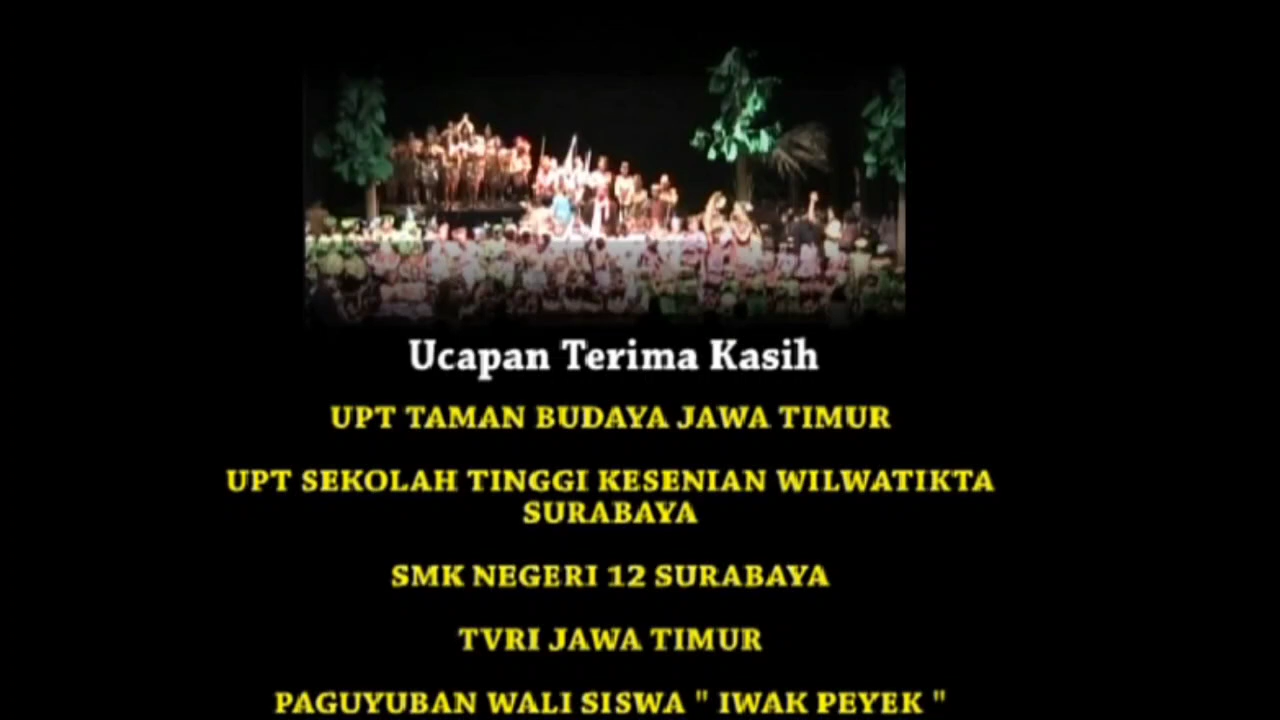 Ucapan Terima Kasih
UPT TAMAN BUDAYA JAWA TIMUR
UPT SEKOLAH TINGGI KESENIAN WILWATIKTA
SURABAYA
SMK NEGERI 12 SURABAYA
TVRI JAWA TIMUR
PAGUYUBAN WALI SISWA " IWAK PEYEK "